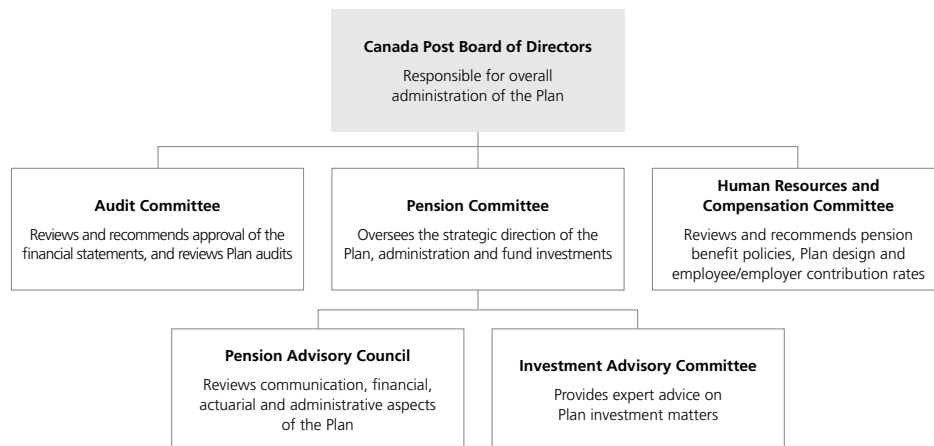 Canada Post Board of Directors
Responsible for overall
administration of the Plan
Audit Committee
Reviews and recommends approval of the
financial statements, and reviews Plan audits
Pension Committee
Oversees the strategic direction of the
Plan, administration and fund investments
Human Resources and
Compensation Committee
Reviews and recommends pension
benefit policies, Plan design and
employee/employer contribution rates
Pension Advisory Council
Reviews communication, financial,
actuarial and administrative aspects
of the Plan
Investment Advisory Committee
Provides expert advice on
Plan investment matters